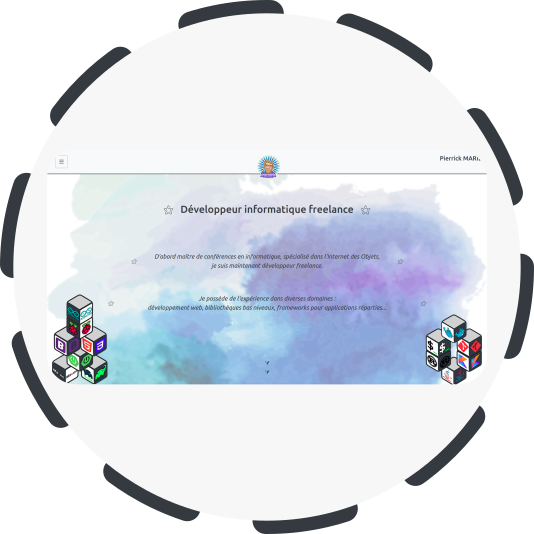 Pierrick MAR
Développeur informatique freelance
D'abord maître de conférences en informatique, spécialisé dans l'Internet des Objets,
je suis maintenant développeur freelance.
Je possède de l'expérience dans diverses domaines :
développement web, bibliothèques bas niveaux, frameworks pour applications réparties...